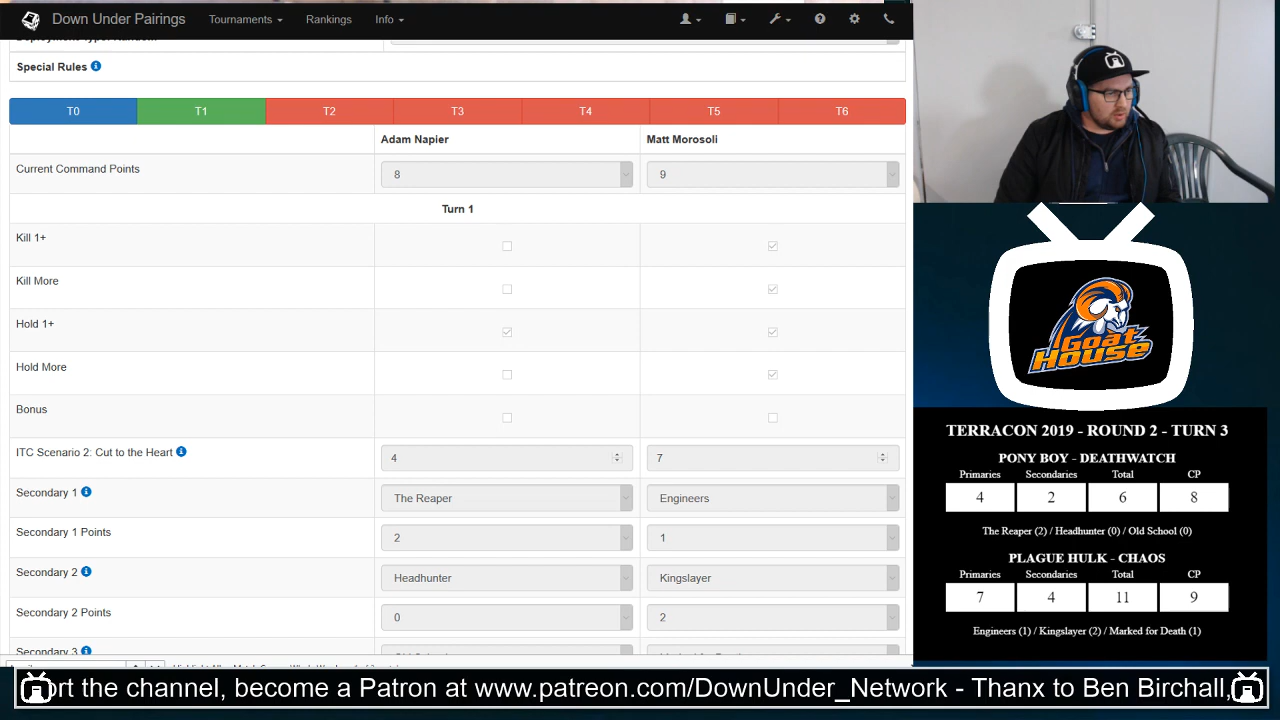 Down Under Pairings Tournaments Rankings Info
Special Rules
T0 T1 T2 T3 T4 T5 T6
Adam Napier Matt Morosoli
Current Command Points 8 9
Turn 1
Kill 1+
Kill More
Hold 1+
Hold More
Bonus
ITC Scenario 2: Cut to the Heart 4 7
Secondary 1 The Reaper Engineers
Secondary 1 Points 2 1
Secondary 2 Headhunter Kingslayer
Secondary 2 Points 0 2
Secondary 3
Goat
House
TERRACON 2019 - ROUND 2 - TURN 3
PONY BOY - DEATHWATCH
Primaries Secondaries Total CP
4 2 6 8
The Reaper (2) / Headhunter (0) / Old School (0)
PLAGUE HULK - CHAOS
Primaries Secondaries Total CP
7 4 11 9
Engineers (1) / Kingslayer (2) / Marked for Death (1)
ort the channel, become a Patron at www.patreon.com/DownUnder_Network - Thanx to Ben Birchall,